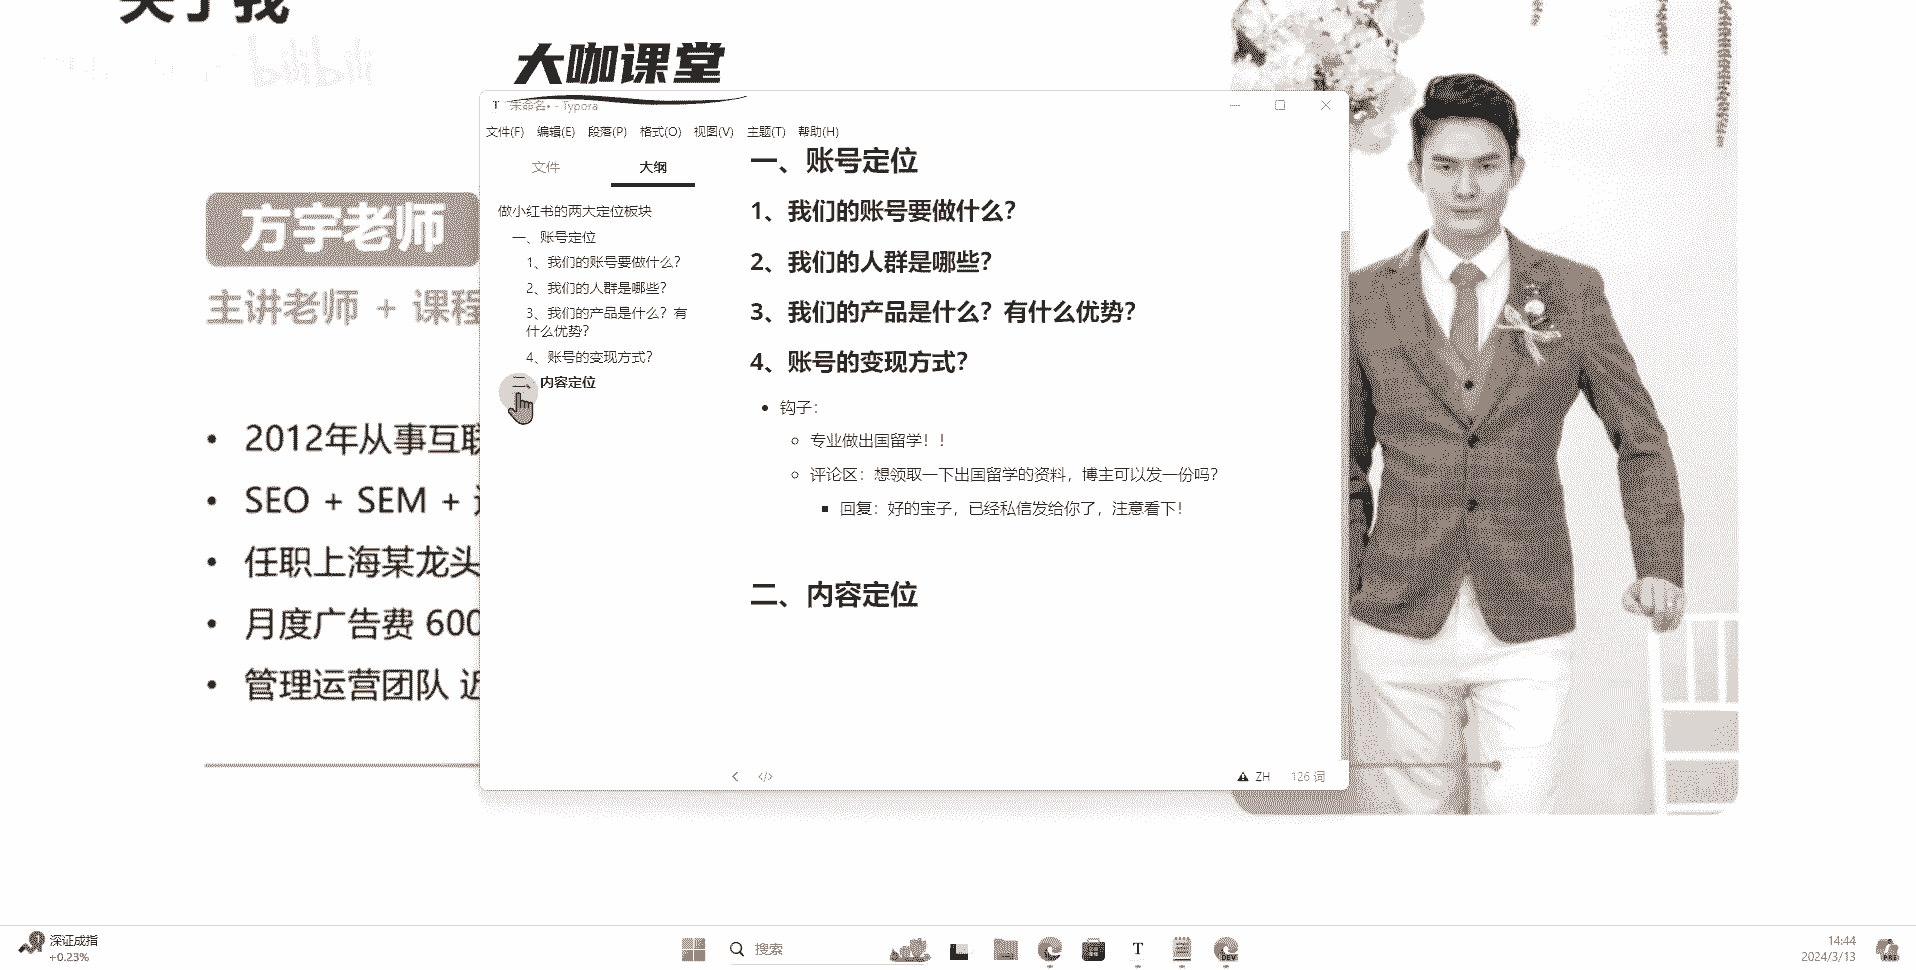 关于我
bilibili
大咖课堂
方宇老师
主讲老师 + 课程
2012年从事互联
SEO + SEM +
任职上海某龙头
月度广告费 600
管理运营团队 近
未命名• - Typora
文件(F) 编辑(E) 段落(P) 格式(O) 视图(V) 主题(T) 帮助(H)
文件 大纲
做小红书的两大定位板块
一、账号定位
1、我们的账号要做什么？
2、我们的人群是哪些？
3、我们的产品是什么？有
什么优势？
4、账号的变现方式？
二、内容定位
一、账号定位
1、我们的账号要做什么？
2、我们的人群是哪些？
3、我们的产品是什么？有什么优势？
4、账号的变现方式？
钩子：
专业做出国留学！！
评论区：想领取一下出国留学的资料，博主可以发一份吗？
回复：好的宝子，已经私信发给你了，注意看下！
二、内容定位
ZH 126 词
深证成指
+0.23%
搜索
T
DEV
14:44
2024/3/13
PRE